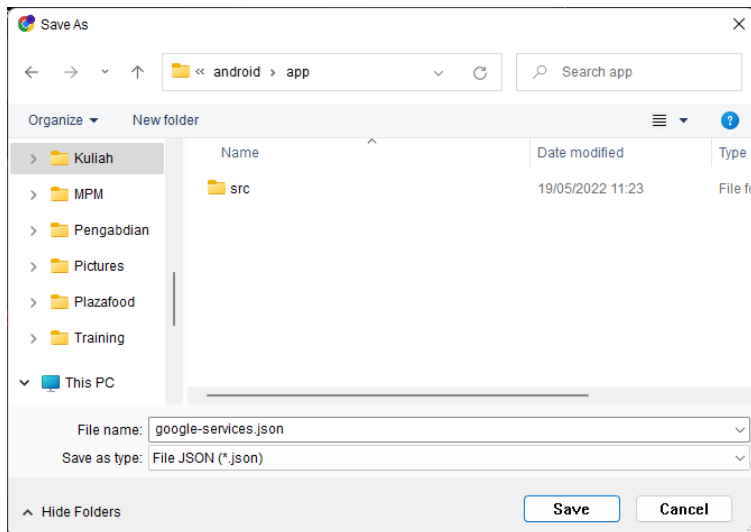 Save As
« android > app
Search app
Organize
New folder
Name
Date modified
Type
Kuliah
src
19/05/2022 11:23
File f
MPM
Pengabdian
Pictures
Plazafood
Training
This PC
File name: google-services.json
Save as type: File JSON (*.json)
Hide Folders
Save
Cancel